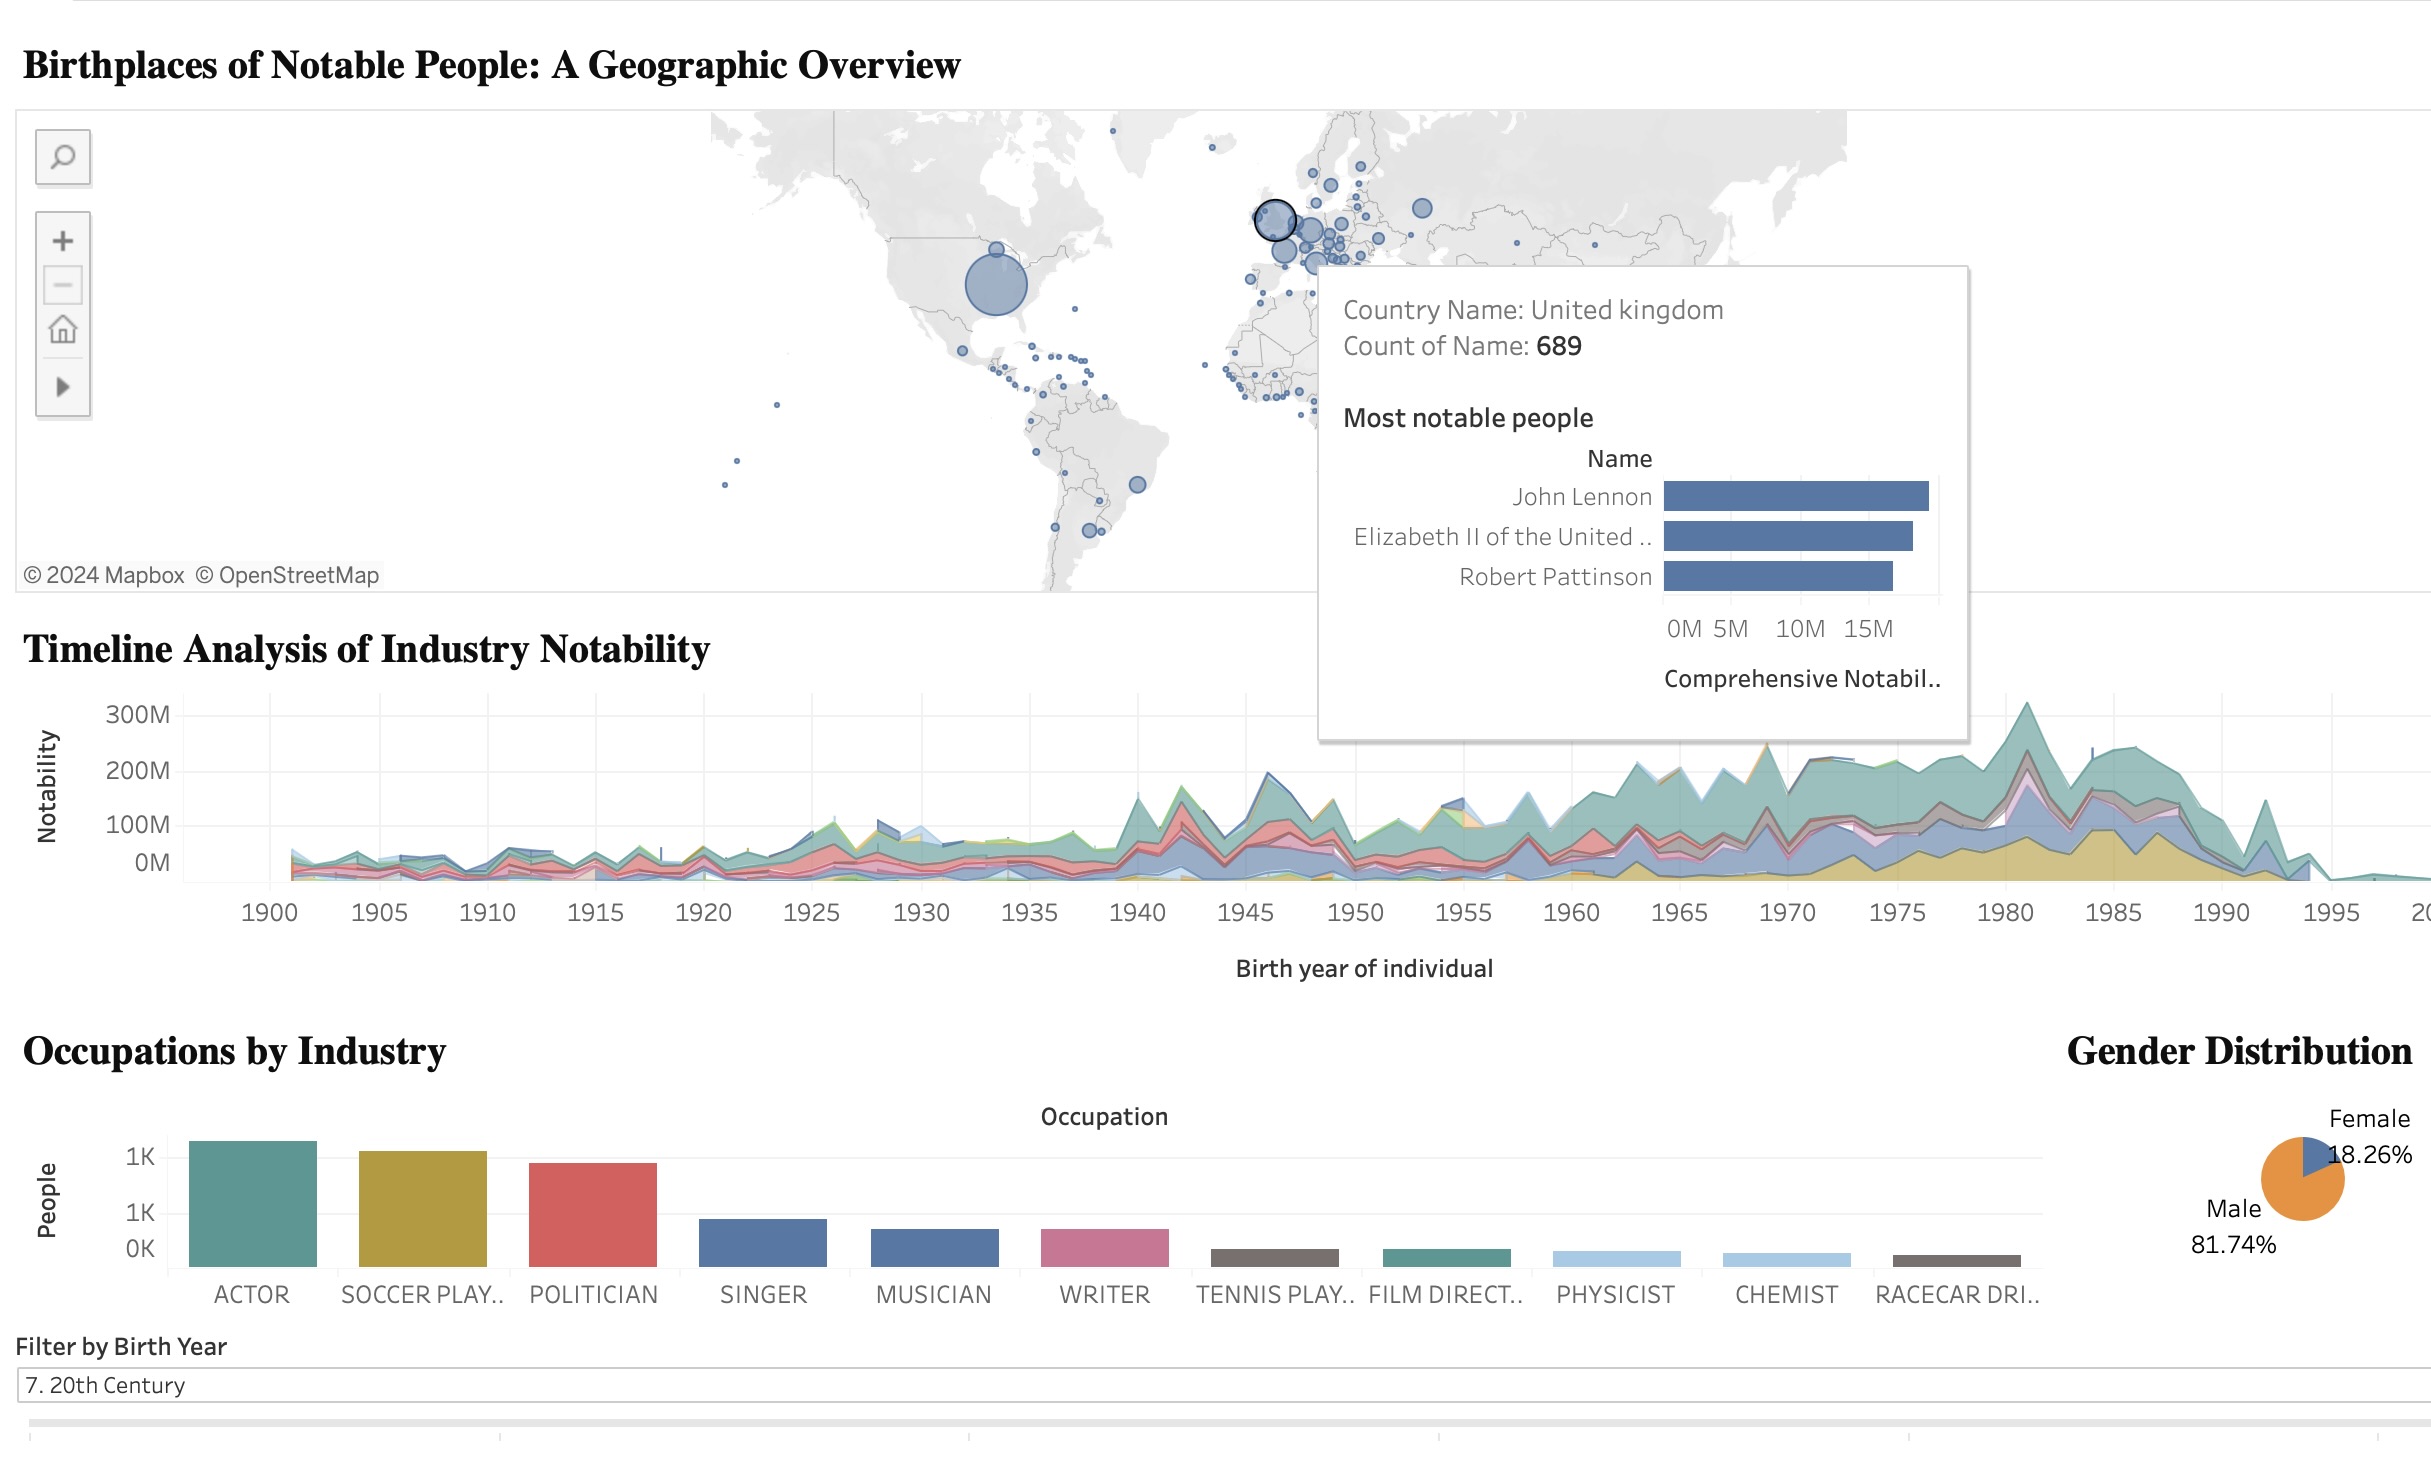 Birthplaces of Notable People: A Geographic Overview
© 2024 Mapbox © OpenStreetMap
Country Name: United kingdom
Count of Name: 689
Most notable people
Name
John Lennon
Elizabeth II of the United ..
Robert Pattinson
0M 5M 10M 15M
Comprehensive Notabil..
Timeline Analysis of Industry Notability
Notability
300M
200M
100M
0M
1900 1905 1910 1915 1920 1925 1930 1935 1940 1945 1950 1955 1960 1965 1970 1975 1980 1985 1990 1995 20
Birth year of individual
Occupations by Industry
Occupation
People
1K
1K
0K
ACTOR SOCCER PLAY.. POLITICIAN SINGER MUSICIAN WRITER TENNIS PLAY.. FILM DIRECT.. PHYSICIST CHEMIST RACECAR DRI..
Gender Distribution
Female
18.26%
Male
81.74%
Filter by Birth Year
7. 20th Century